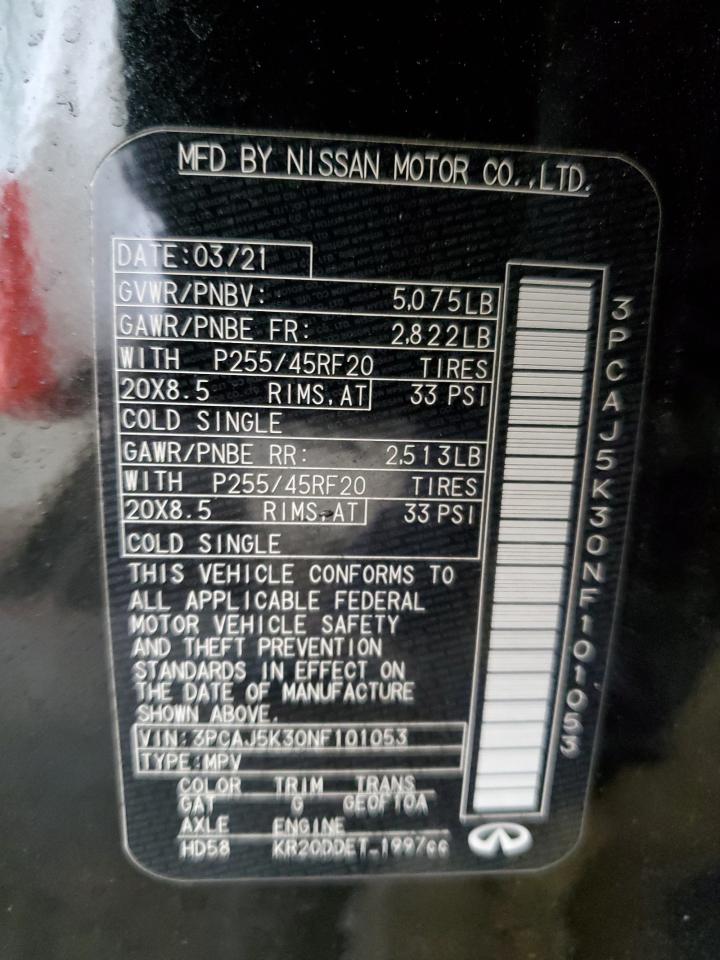 MFD BY NISSAN MOTOR CO.,LTD.
DATE:03/21
GVWR/PNBV: 5,075LB
GAWR/PNBE FR: 2,822LB
WITH P255/45RF20 TIRES
20X8.5 RIMS,AT 33 PSI
COLD SINGLE
GAWR/PNBE RR: 2,513LB
WITH P255/45RF20 TIRES
20X8.5 RIMS,AT 33 PSI
COLD SINGLE
THIS VEHICLE CONFORMS TO
ALL APPLICABLE FEDERAL
MOTOR VEHICLE SAFETY
AND THEFT PREVENTION
STANDARDS IN EFFECT ON
THE DATE OF MANUFACTURE
SHOWN ABOVE.
VIN:3PCAJ5K30NF101053
TYPE:MPV
COLOR TRIM TRANS
GAT G GEOFTOA
AXLE ENGINE
HD58 KR20DDET-1997cc
3PCAJ5K30NF101053